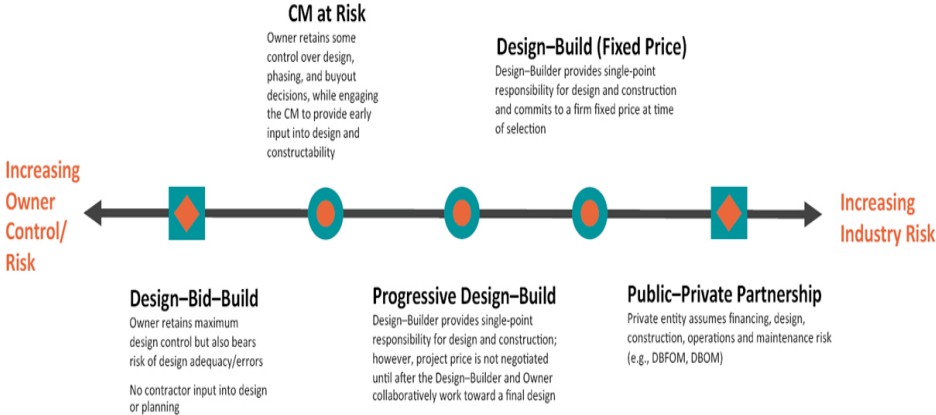 CM at Risk
Owner retains some
control over design,
phasing, and buyout
decisions, while engaging
the CM to provide early
input into design and
constructability
Design–Build (Fixed Price)
Design–Builder provides single-point
responsibility for design and construction
and commits to a firm fixed price at time
of selection
Increasing
Owner
Control/
Risk
Increasing
Industry Risk
Design–Bid–Build
Owner retains maximum
design control but also bears
risk of design adequacy/errors
No contractor input into design
or planning
Progressive Design–Build
Design–Builder provides single-point
responsibility for design and construction;
however, project price is not negotiated
until after the Design–Builder and Owner
collaboratively work toward a final design
Public–Private Partnership
Private entity assumes financing, design,
construction, operations and maintenance risk
(e.g., DBFOM, DBOM)